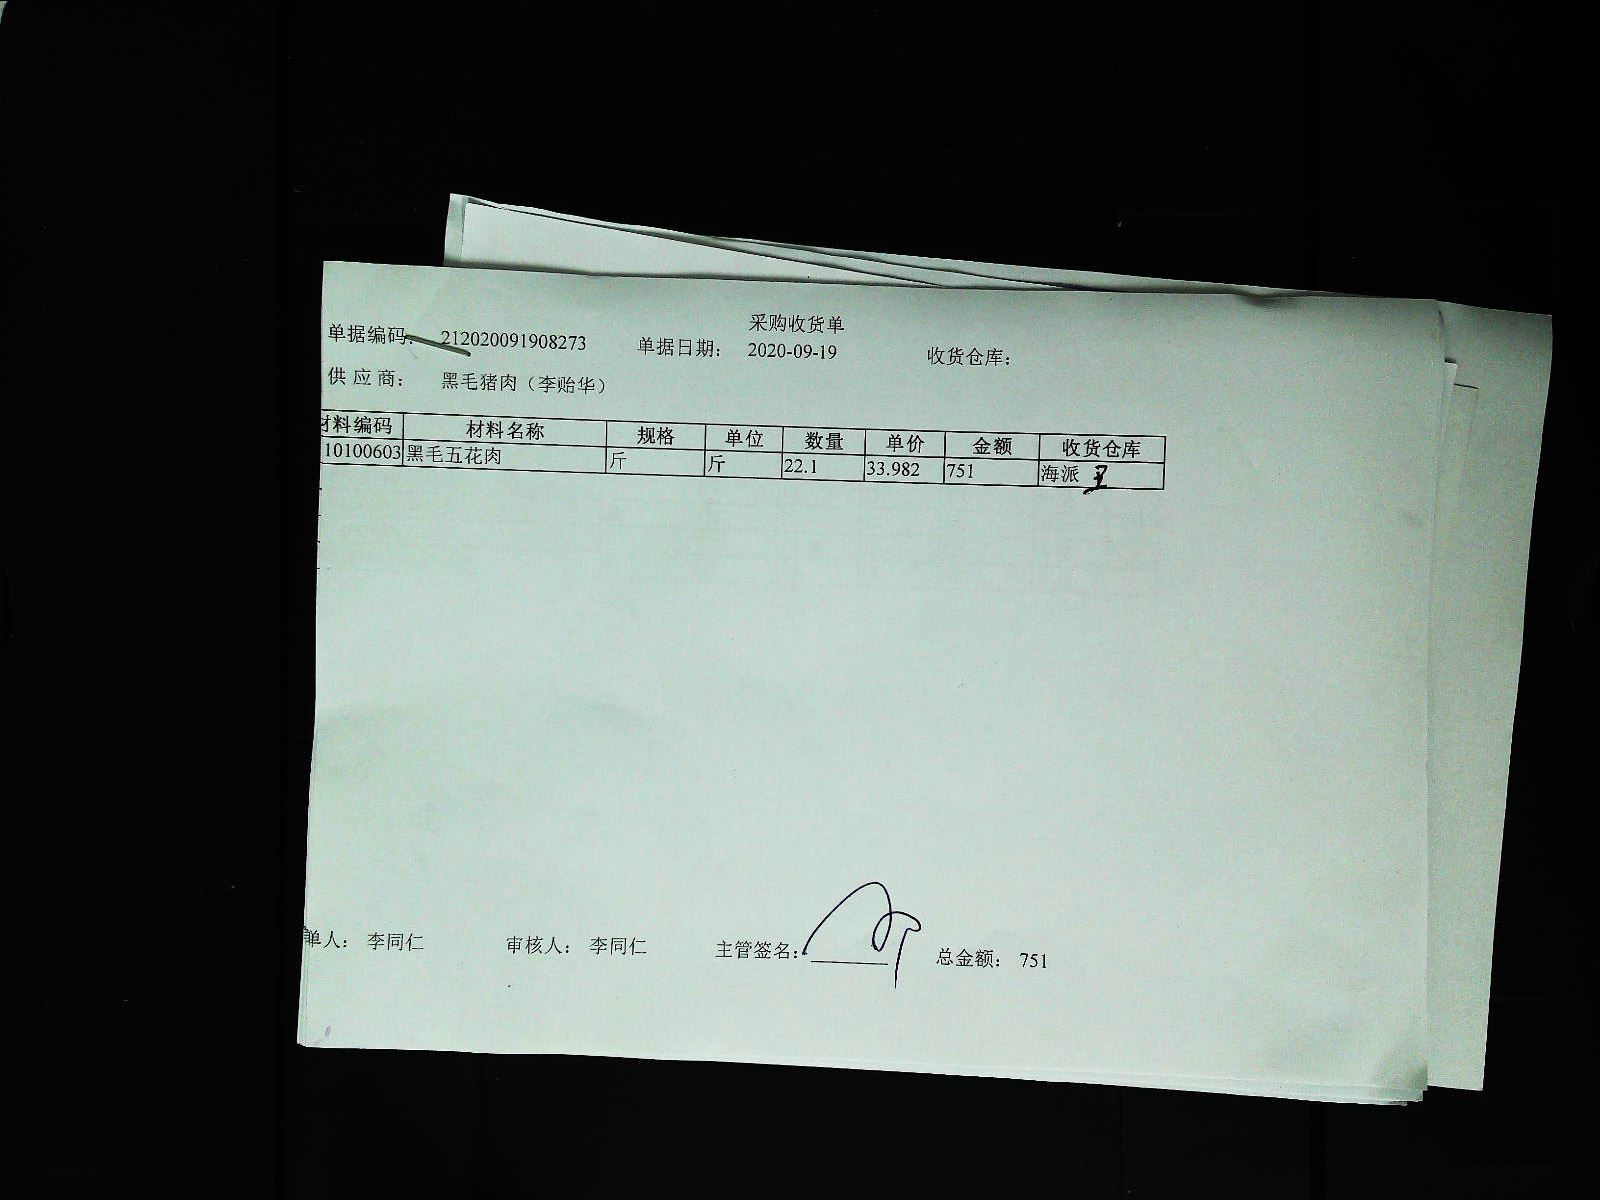 采购收货单
单据编码： 212020091908273 单据日期： 2020-09-19 收货仓库：
供 应 商： 黑毛猪肉（李贻华）
材料编码 材料名称 规格 单位 数量 单价 金额 收货仓库
10100603 黑毛五花肉 斤 斤 22.1 33.982 751 海派
单人： 李同仁 审核人： 李同仁 主管签名： 总金额： 751